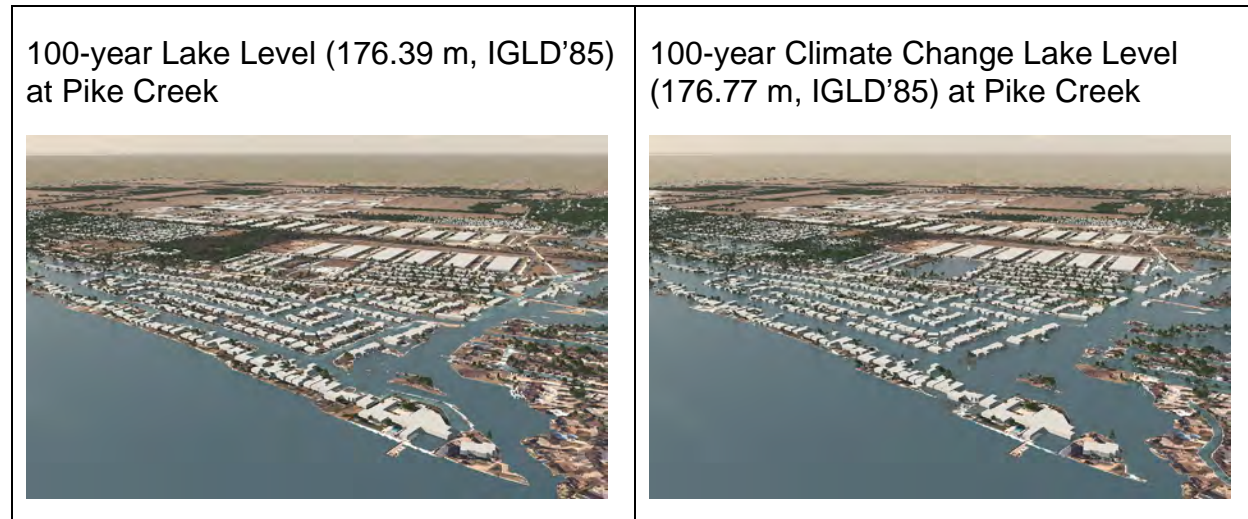 100-year Lake Level (176.39 m, IGLD’85)
at Pike Creek
100-year Climate Change Lake Level
(176.77 m, IGLD’85) at Pike Creek